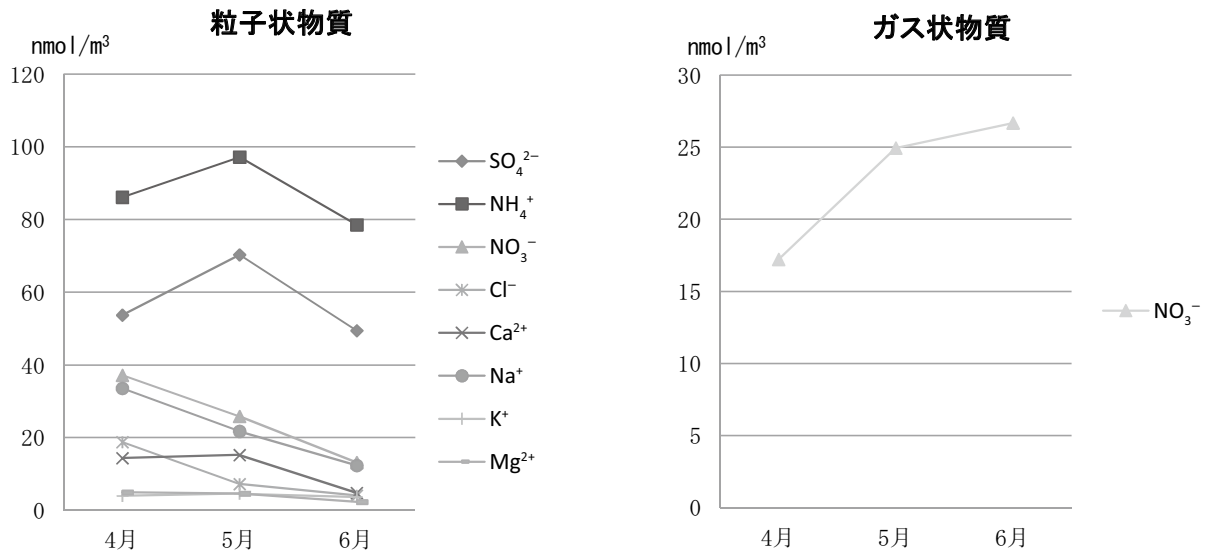 粒子状物質
nmol/m³
120
100
80
60
40
20
0
4月 5月 6月
SO₄²⁻
NH₄⁺
NO₃⁻
Cl⁻
Ca²⁺
Na⁺
K⁺
Mg²⁺
ガス状物質
nmol/m³
30
25
20
15
10
5
0
4月 5月 6月
NO₃⁻